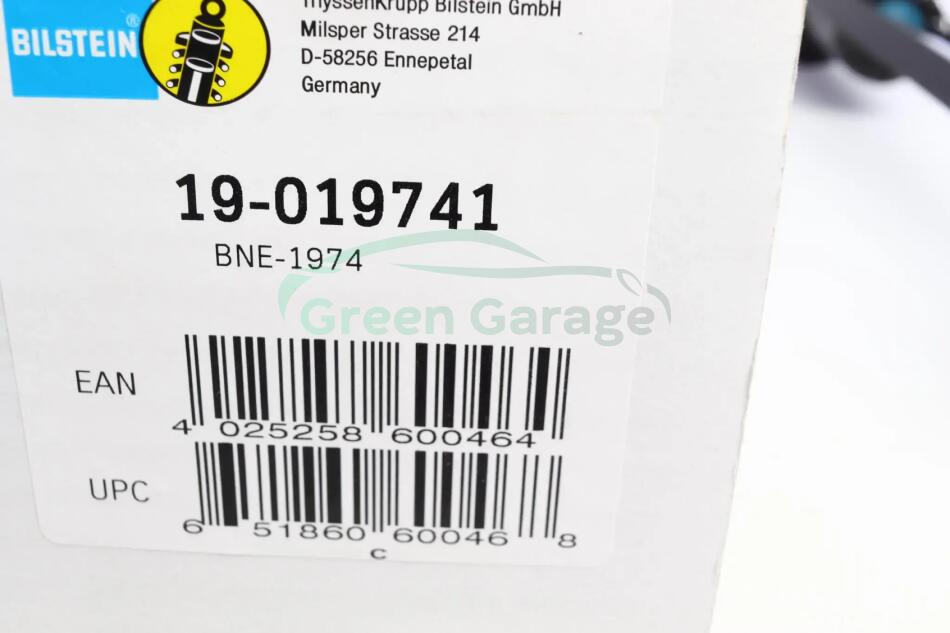 BILSTEIN®
ThyssenKrupp Bilstein GmbH
Milsper Strasse 214
D-58256 Ennepetal
Germany
19-019741
BNE-1974
Green Garage
EAN
4 025258 600464
UPC
6 51860 60046 8
c